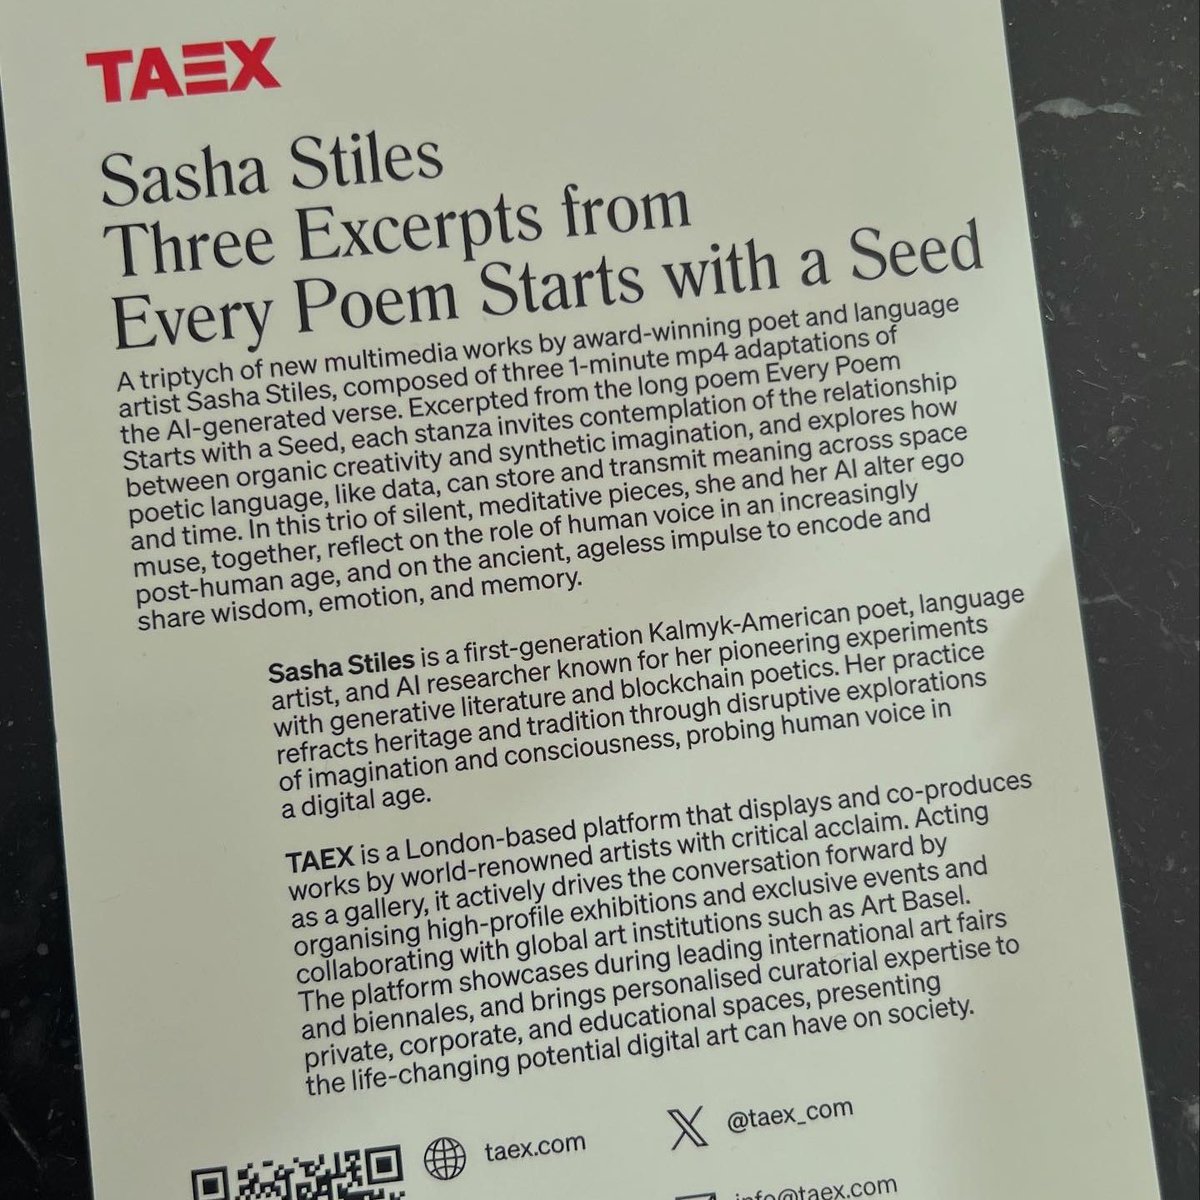 TAEX
Sasha Stiles
Three Excerpts from
Every Poem Starts with a Seed
A triptych of new multimedia works by award-winning poet and language
artist Sasha Stiles, composed of three 1-minute mp4 adaptations of
the AI-generated verse. Excerpted from the long poem Every Poem
Starts with a Seed, each stanza invites contemplation of the relationship
between organic creativity and synthetic imagination, and explores how
poetic language, like data, can store and transmit meaning across space
and time. In this trio of silent, meditative pieces, she and her AI alter ego
muse, together, reflect on the role of human voice in an increasingly
post-human age, and on the ancient, ageless impulse to encode and
share wisdom, emotion, and memory.
Sasha Stiles is a first-generation Kalmyk-American poet, language
artist, and AI researcher known for her pioneering experiments
with generative literature and blockchain poetics. Her practice
refracts heritage and tradition through disruptive explorations
of imagination and consciousness, probing human voice in
a digital age.
TAEX is a London-based platform that displays and co-produces
works by world-renowned artists with critical acclaim. Acting
as a gallery, it actively drives the conversation forward by
organising high-profile exhibitions and exclusive events and
collaborating with global art institutions such as Art Basel.
The platform showcases during leading international art fairs
and biennales, and brings personalised curatorial expertise to
private, corporate, and educational spaces, presenting
the life-changing potential digital art can have on society.
taex.com
@taex_com
info@taex.com